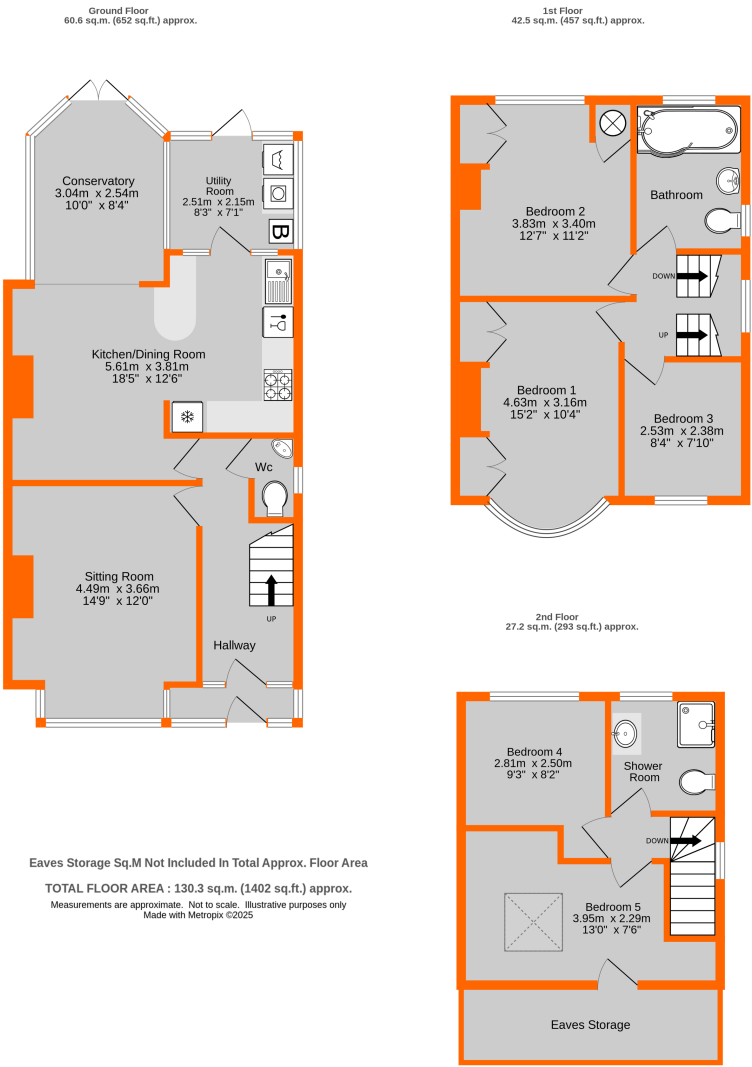 Ground Floor
60.6 sq.m. (652 sq.ft.) approx.
Conservatory
3.04m x 2.54m
10'0" x 8'4"
Utility
Room
2.51m x 2.15m
8'3" x 7'1"
B
Kitchen/Dining Room
5.61m x 3.81m
18'5" x 12'6"
Wc
Sitting Room
4.49m x 3.66m
14'9" x 12'0"
UP
Hallway
1st Floor
42.5 sq.m. (457 sq.ft.) approx.
Bedroom 2
3.83m x 3.40m
12'7" x 11'2"
Bathroom
DOWN
UP
Bedroom 1
4.63m x 3.16m
15'2" x 10'4"
Bedroom 3
2.53m x 2.38m
8'4" x 7'10"
2nd Floor
27.2 sq.m. (293 sq.ft.) approx.
Bedroom 4
2.81m x 2.50m
9'3" x 8'2"
Shower
Room
DOWN
Bedroom 5
3.95m x 2.29m
13'0" x 7'6"
Eaves Storage
Eaves Storage Sq.M Not Included In Total Approx. Floor Area
TOTAL FLOOR AREA : 130.3 sq.m. (1402 sq.ft.) approx.
Measurements are approximate. Not to scale. Illustrative purposes only
Made with Metropix ©2025